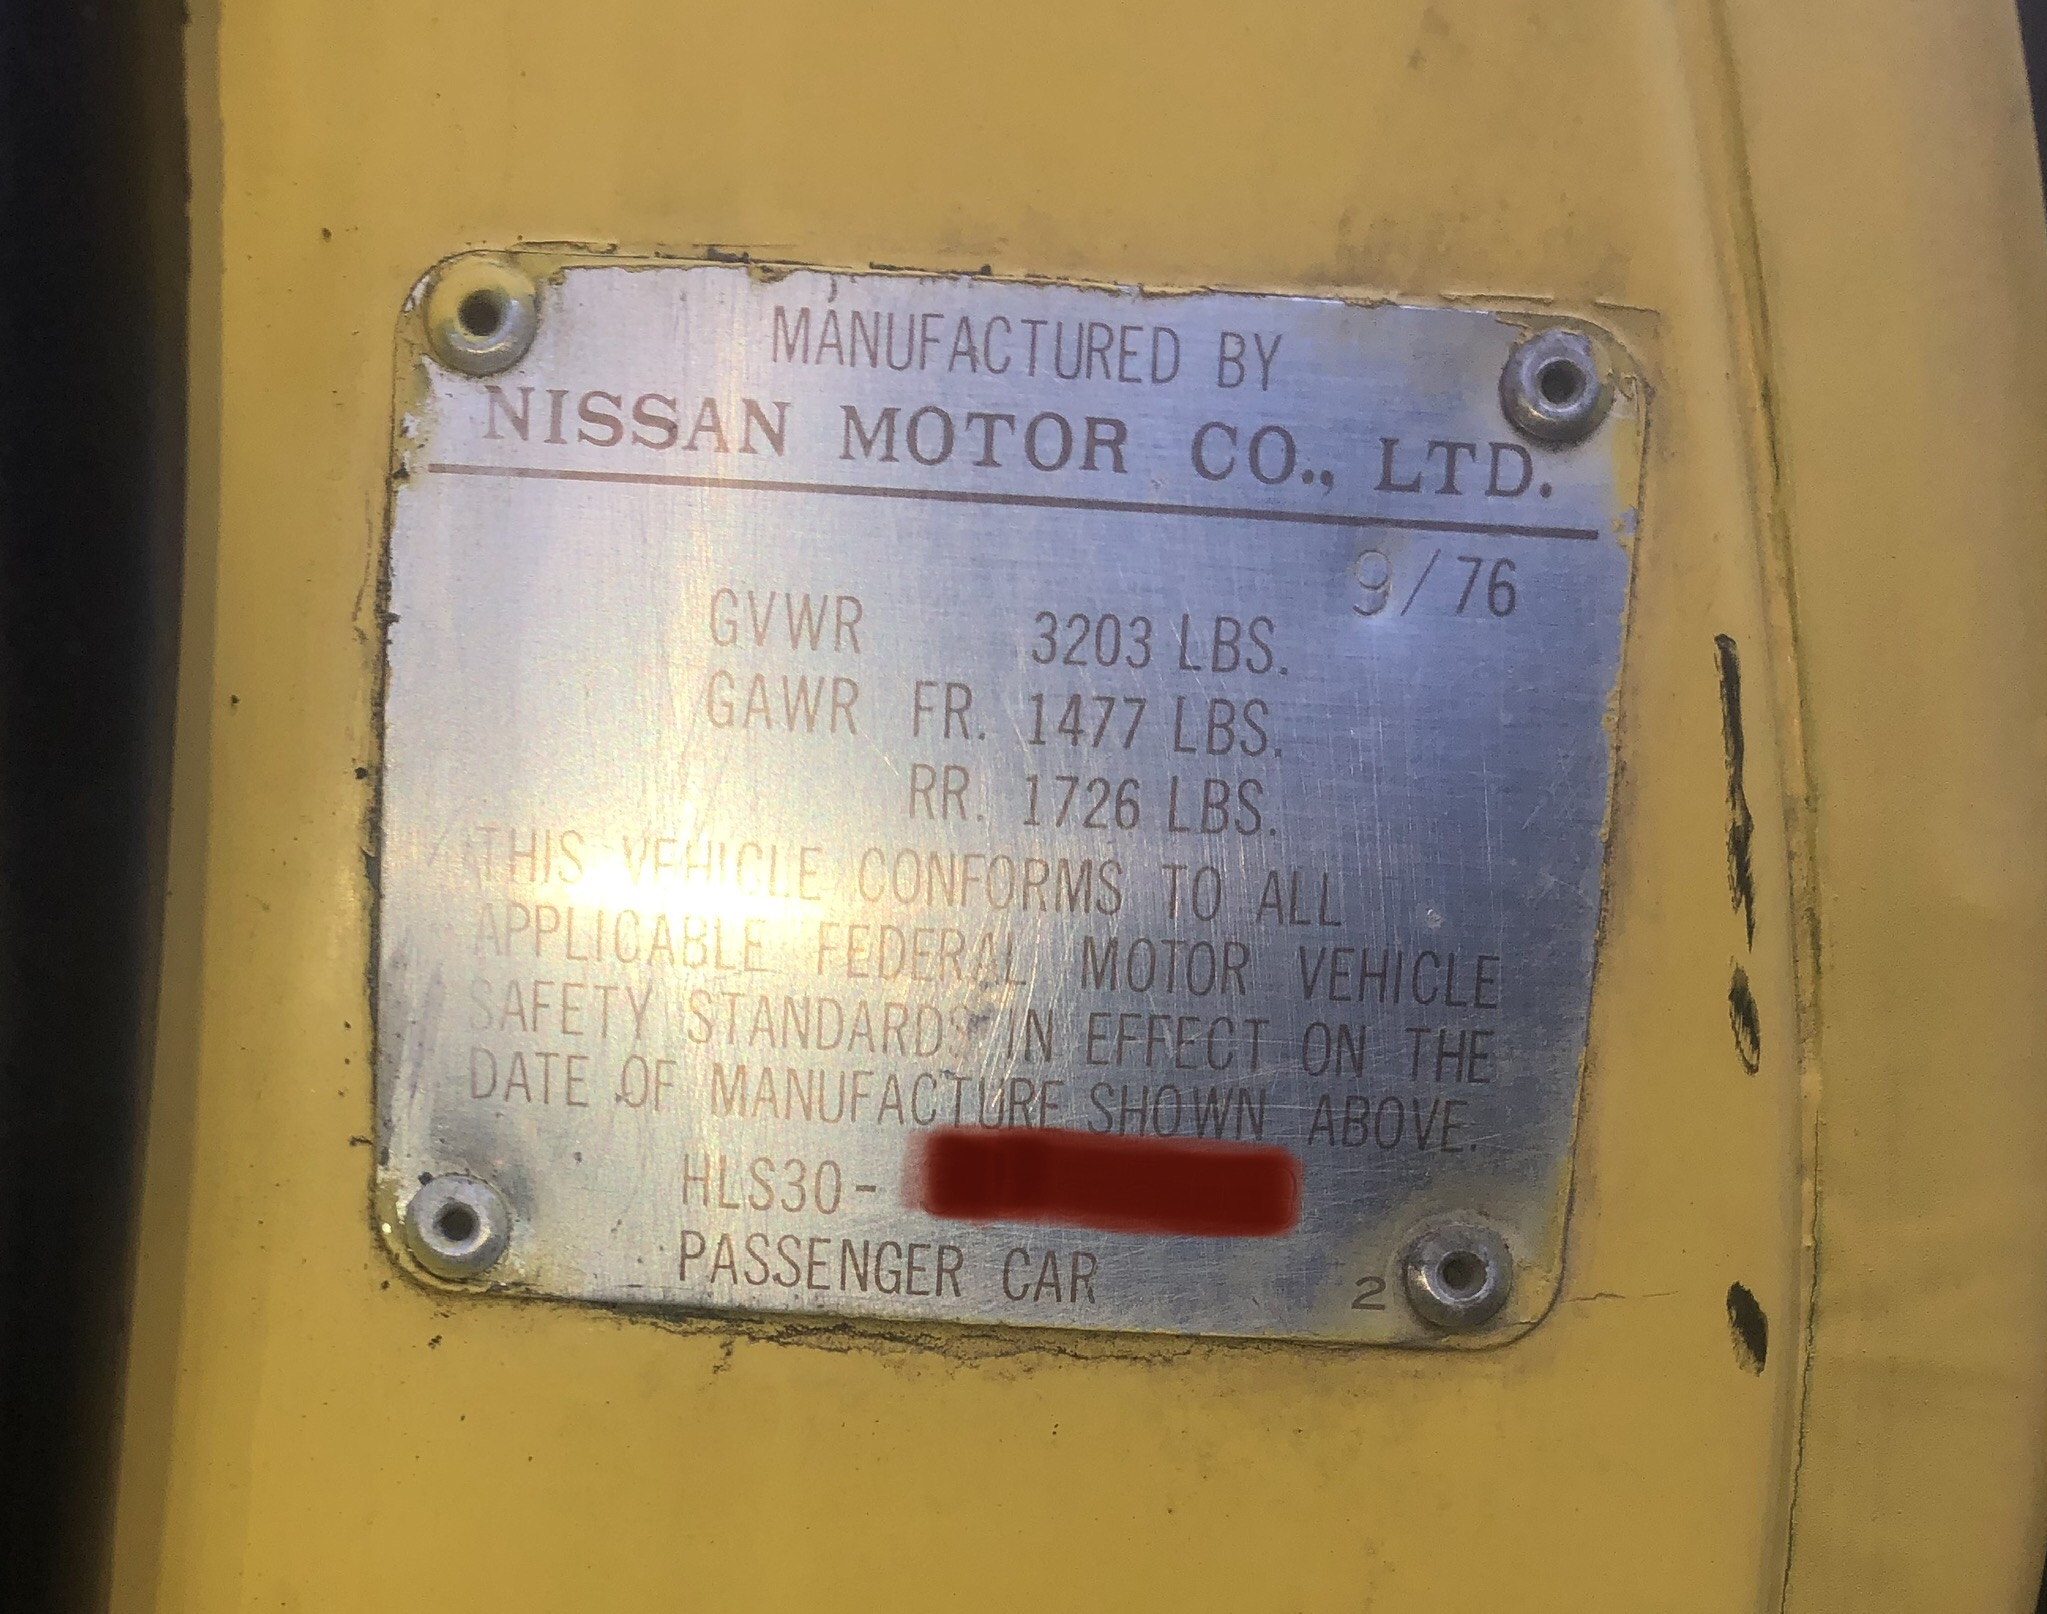 MANUFACTURED BY
NISSAN MOTOR CO., LTD.
9/76
GVWR 3203 LBS.
GAWR FR. 1477 LBS.
RR. 1726 LBS.
THIS VEHICLE CONFORMS TO ALL
APPLICABLE FEDERAL MOTOR VEHICLE
SAFETY STANDARDS IN EFFECT ON THE
DATE OF MANUFACTURE SHOWN ABOVE.
HLS30-
PASSENGER CAR
2